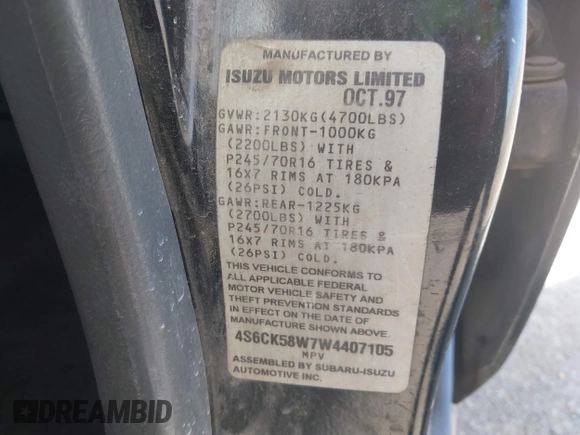 MANUFACTURED BY
ISUZU MOTORS LIMITED
OCT.97
GVWR:2130KG(4700LBS)
GAWR:FRONT-1000KG
(2200LBS) WITH
P245/70R16 TIRES &
16X7 RIMS AT 180KPA
(26PSI) COLD.
GAWR:REAR-1225KG
(2700LBS) WITH
P245/70R16 TIRES &
16X7 RIMS AT 180KPA
(26PSI) COLD.
THIS VEHICLE CONFORMS TO
ALL APPLICABLE FEDERAL
MOTOR VEHICLE SAFETY AND
THEFT PREVENTION STANDARDS
IN EFFECT ON THE DATE OF
MANUFACTURE SHOWN ABOVE.
4S6CK58W7W4407105
MPV
ASSEMBLED BY SUBARU-ISUZU
AUTOMOTIVE INC.
DREAMBID